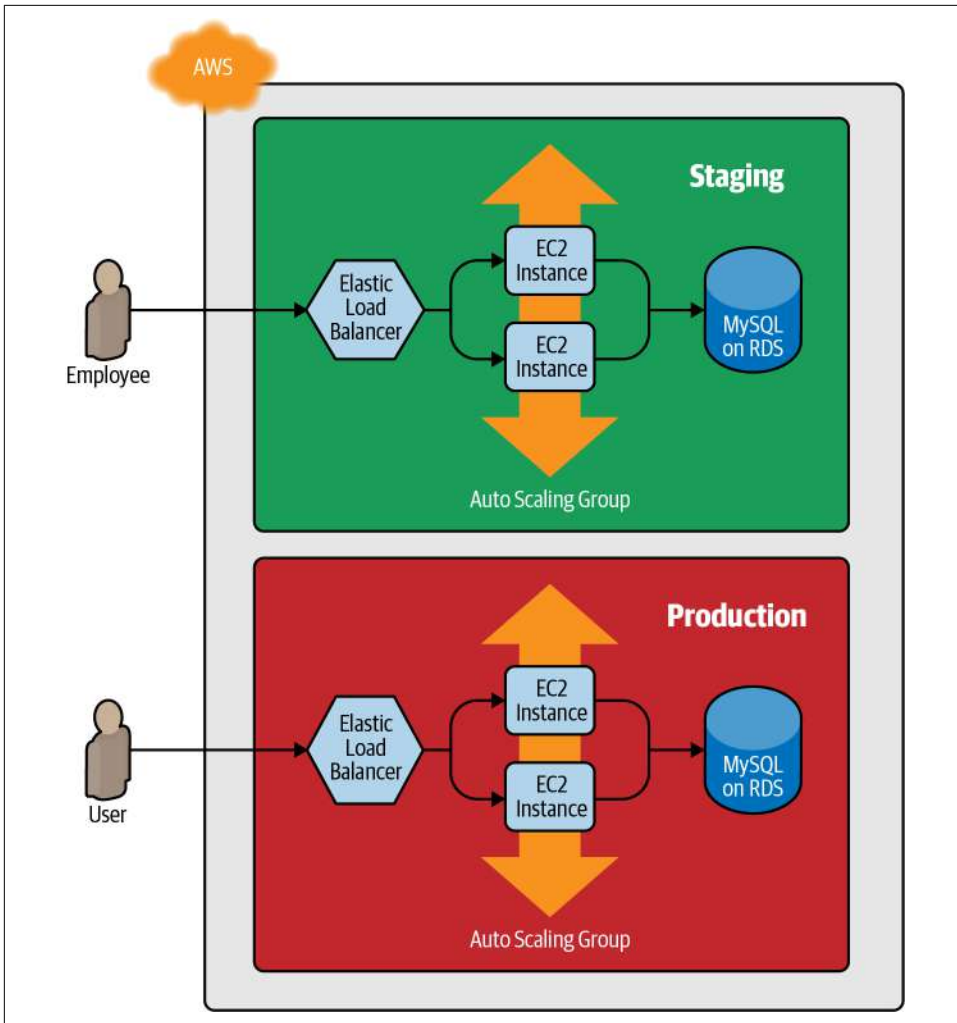 AWS
Staging
EC2
Instance
Elastic
Load
Balancer
EC2
Instance
MySQL
on RDS
Employee
Auto Scaling Group
Production
EC2
Instance
Elastic
Load
Balancer
EC2
Instance
MySQL
on RDS
User
Auto Scaling Group